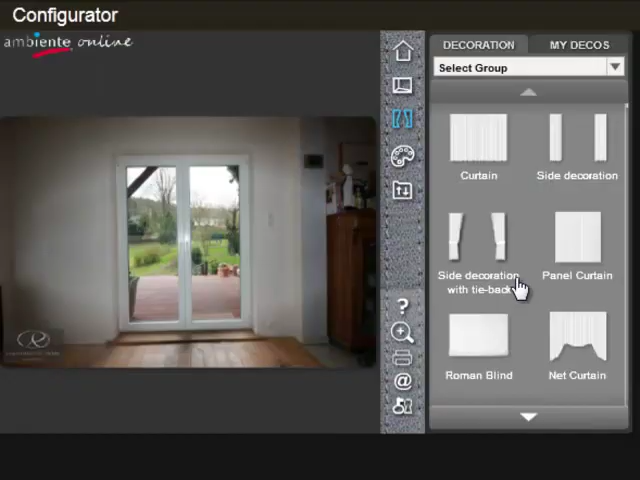 Configurator
ambiente online
DECORATION
MY DECOS
Select Group
Curtain
Side decoration
Side decoration
with tie-back
Panel Curtain
Roman Blind
Net Curtain
?
@